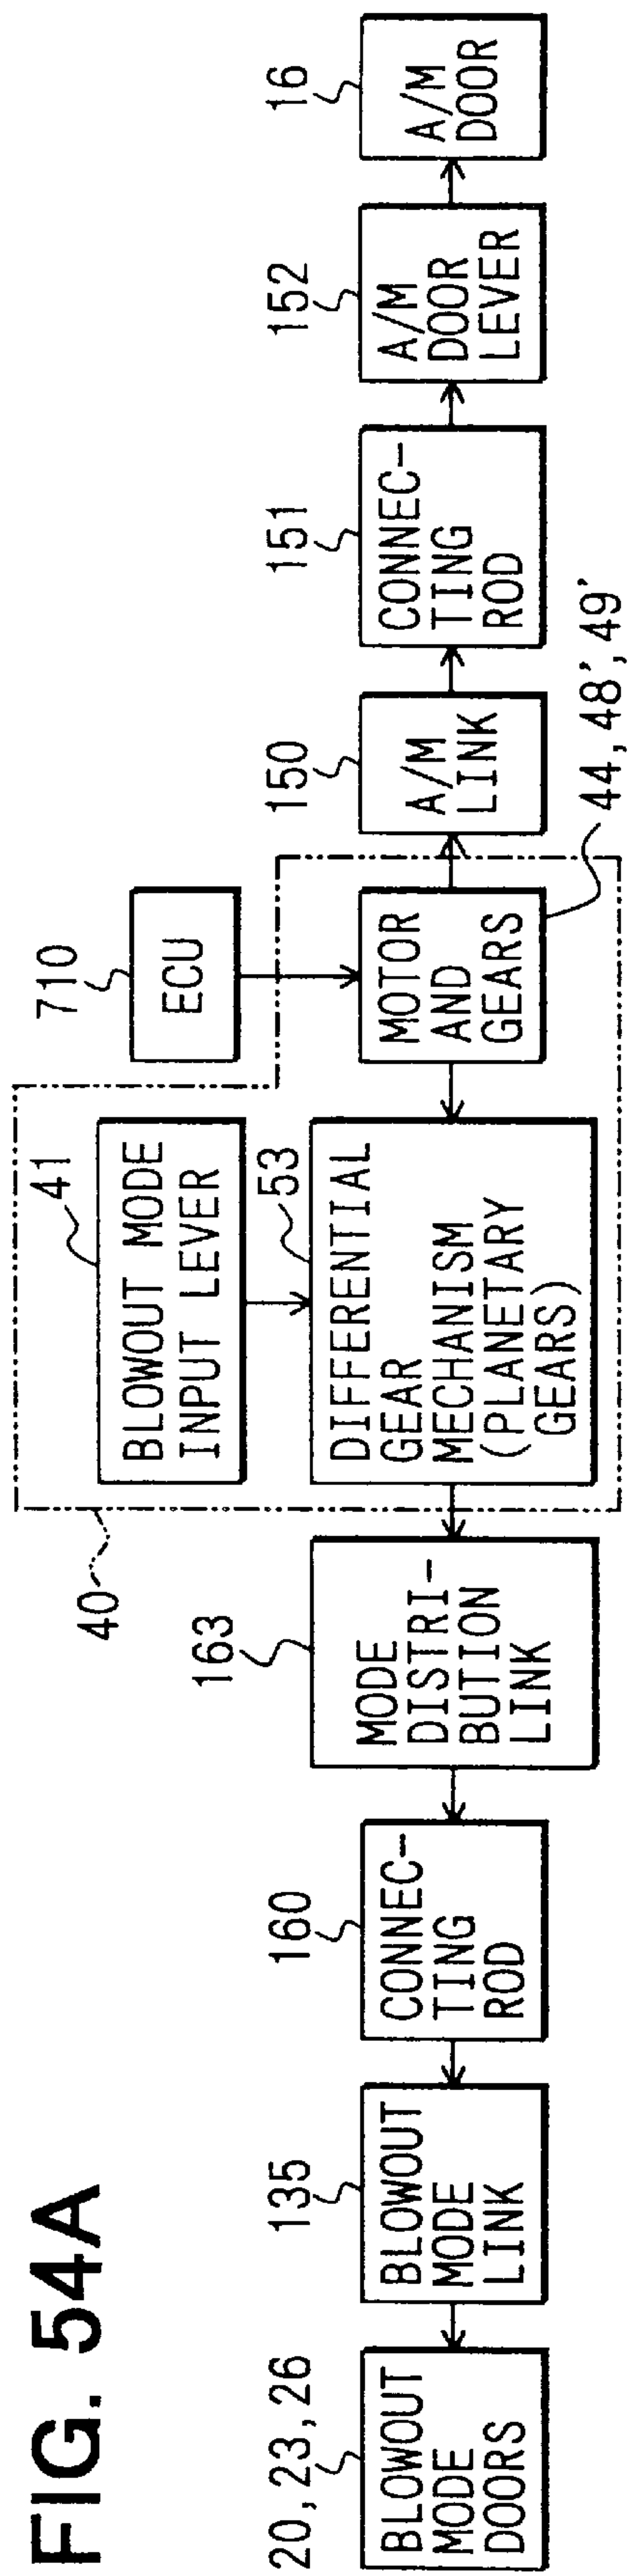 FIG. 54A
20, 23, 26
BLOWOUT
MODE
DOORS
135
BLOWOUT
MODE
LINK
160
CONNEC-
TING
ROD
163
MODE
DISTRI-
BUTION
LINK
40
41
BLOWOUT MODE
INPUT LEVER
53
DIFFERENTIAL
GEAR
MECHANISM
(PLANETARY
GEARS)
710
ECU
MOTOR
AND
GEARS
44, 48', 49'
150
A/M
LINK
151
CONNEC-
TING
ROD
152
A/M
DOOR
LEVER
16
A/M
DOOR